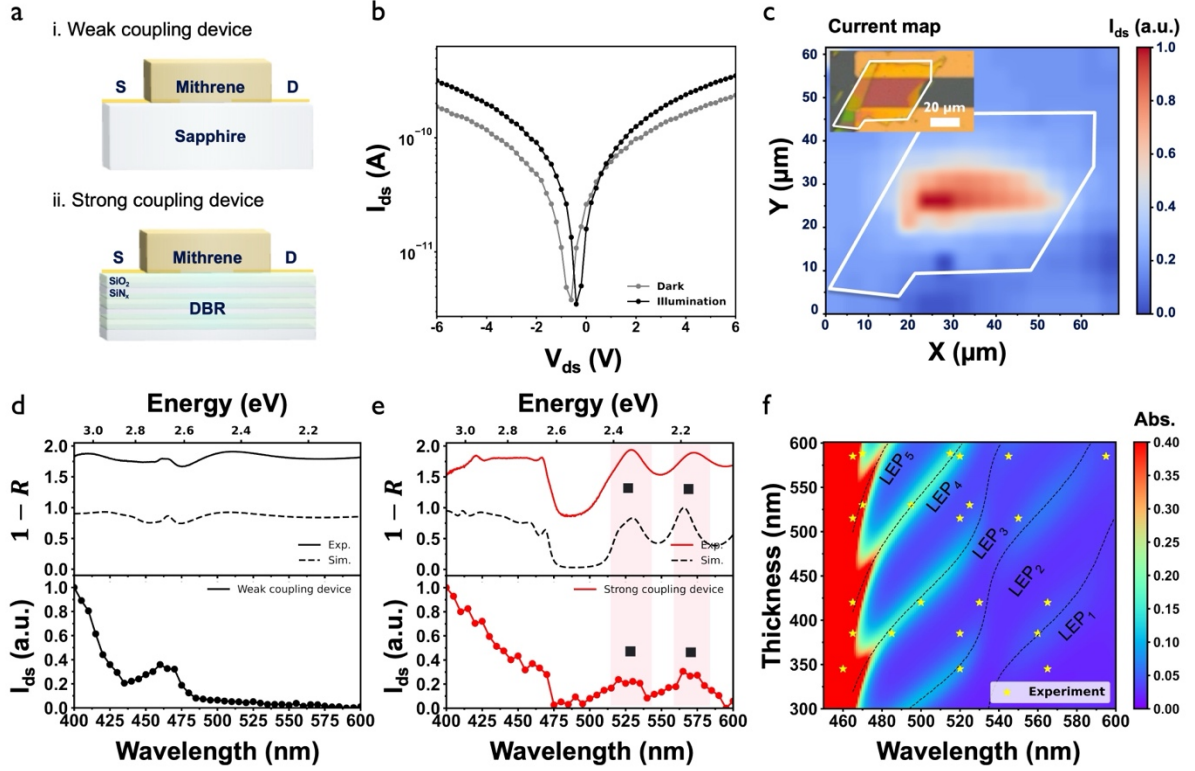 a
i. Weak coupling device
S
Mithrene
D
Sapphire
ii. Strong coupling device
S
Mithrene
D
SiO₂
SiNₓ
DBR
b
I_ds (A)
10⁻¹⁰
10⁻¹¹
Dark
Illumination
-6 -4 -2 0 2 4 6
V_ds (V)
c
Current map
I_ds (a.u.)
20 μm
Y (μm)
60
50
40
30
20
10
0
0 10 20 30 40 50 60
X (μm)
1.0
0.8
0.6
0.4
0.2
0.0
d
Energy (eV)
3.0 2.8 2.6 2.4 2.2
1 − R
2.0
1.5
1.0
0.5
0.0
Exp.
Sim.
Weak coupling device
I_ds (a.u.)
1.0
0.8
0.6
0.4
0.2
0.0
400 425 450 475 500 525 550 575 600
Wavelength (nm)
e
Energy (eV)
3.0 2.8 2.6 2.4 2.2
1 − R
2.0
1.5
1.0
0.5
0.0
Exp.
Sim.
Strong coupling device
I_ds (a.u.)
1.0
0.8
0.6
0.4
0.2
0.0
400 425 450 475 500 525 550 575 600
Wavelength (nm)
f
Abs.
Thickness (nm)
600
550
500
450
400
350
300
LEP₅
LEP₄
LEP₃
LEP₂
LEP₁
Experiment
460 480 500 520 540 560 580 600
Wavelength (nm)
0.40
0.35
0.30
0.25
0.20
0.15
0.10
0.05
0.00